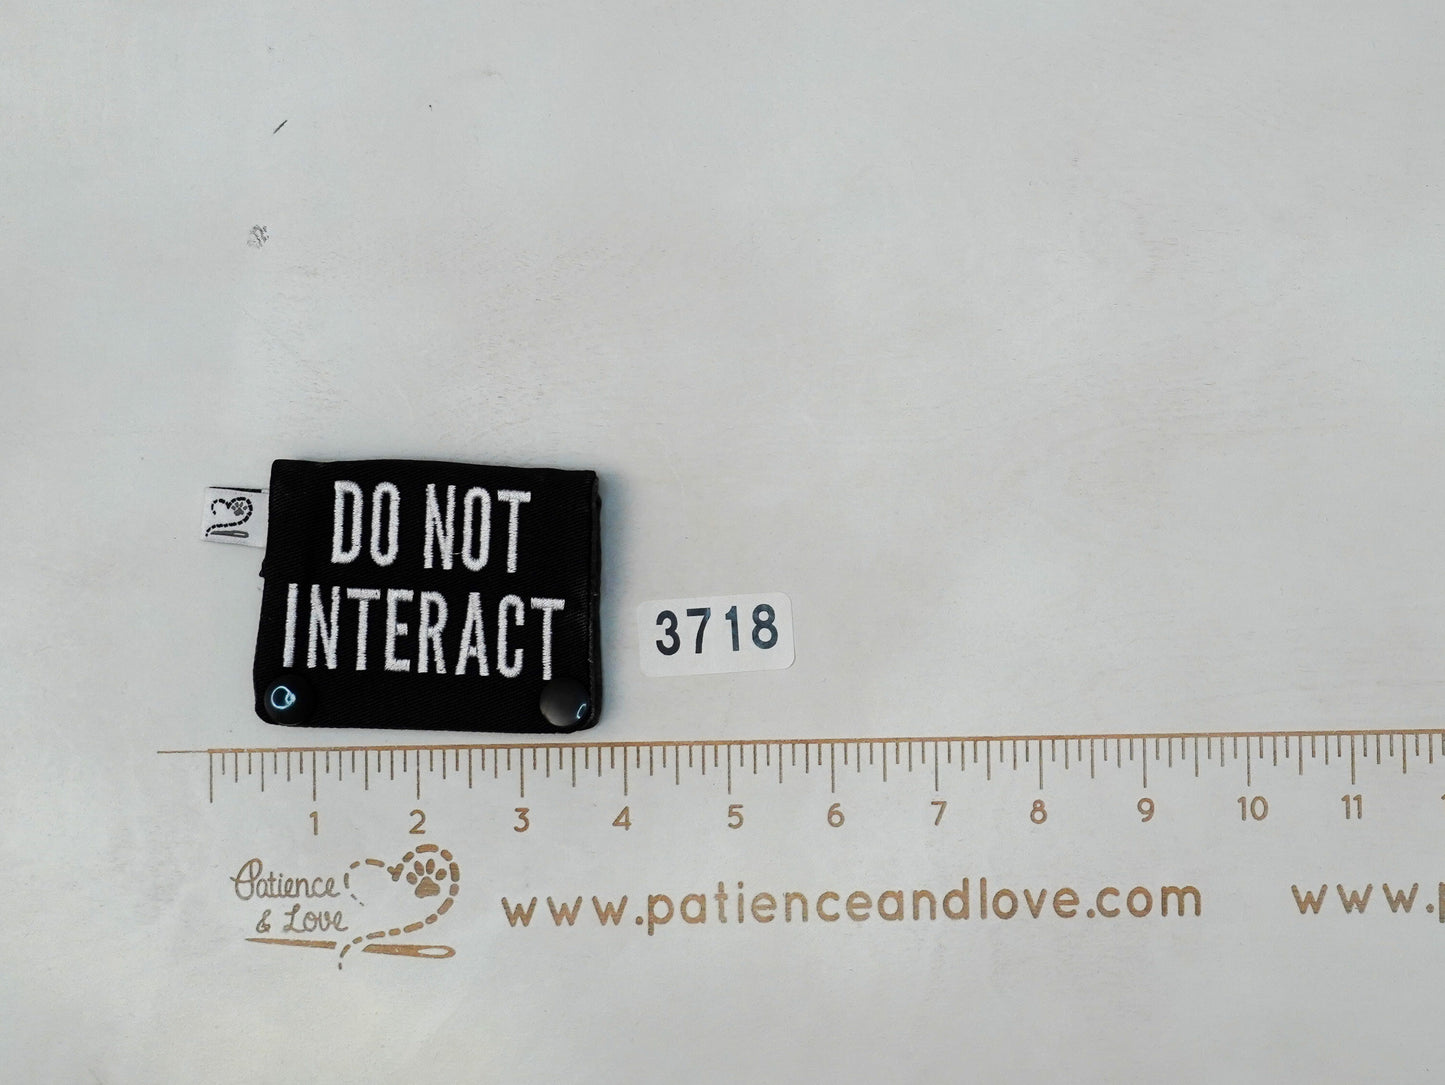 DO NOT
INTERACT
3718
1 2 3 4 5 6 7 8 9 10 11
Patience
& Love
www.patienceandlove.com
www.